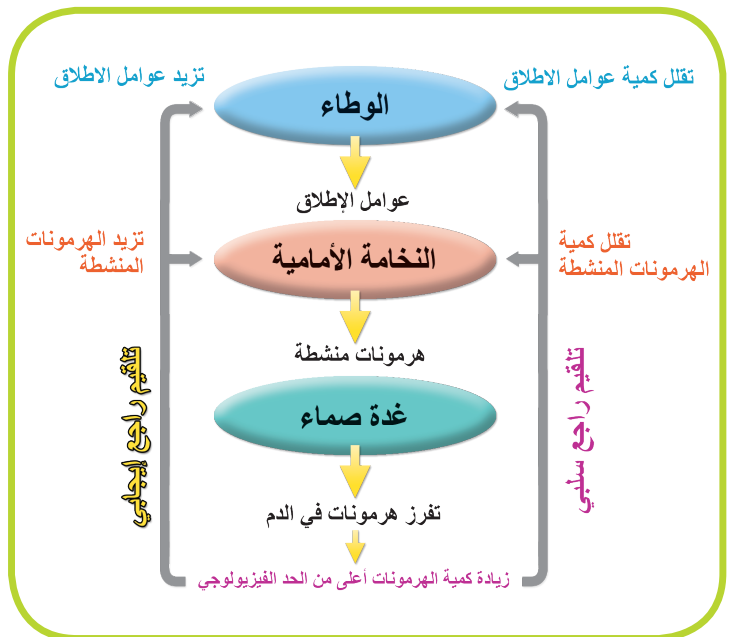 تقلل كمية عوامل الاطلاق
تزيد عوامل الاطلاق
الوطاء
عوامل الإطلاق
تقلل كمية
الهرمونات المنشطة
النخامة الأمامية
تزيد الهرمونات
المنشطة
هرمونات منشطة
غدة صماء
تلقيم راجع سلبي
تلقيم راجع إيجابي
تفرز هرمونات في الدم
زيادة كمية الهرمونات أعلى من الحد الفيزيولوجي